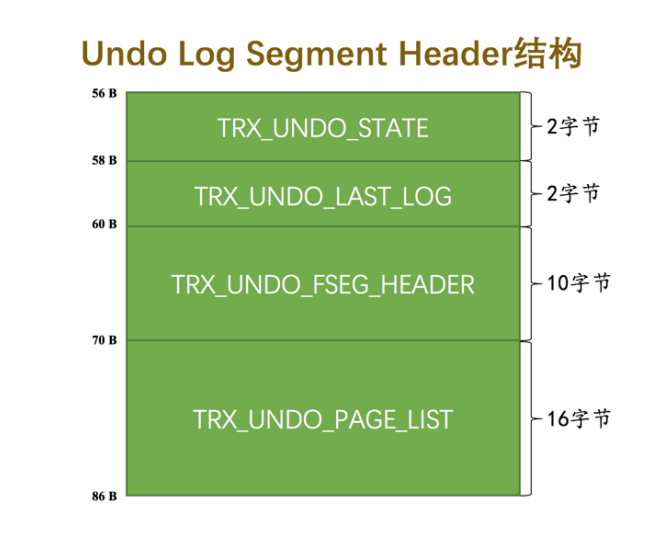 Undo Log Segment Header结构
56 B
TRX_UNDO_STATE
2字节
58 B
TRX_UNDO_LAST_LOG
2字节
60 B
TRX_UNDO_FSEG_HEADER
10字节
70 B
TRX_UNDO_PAGE_LIST
16字节
86 B